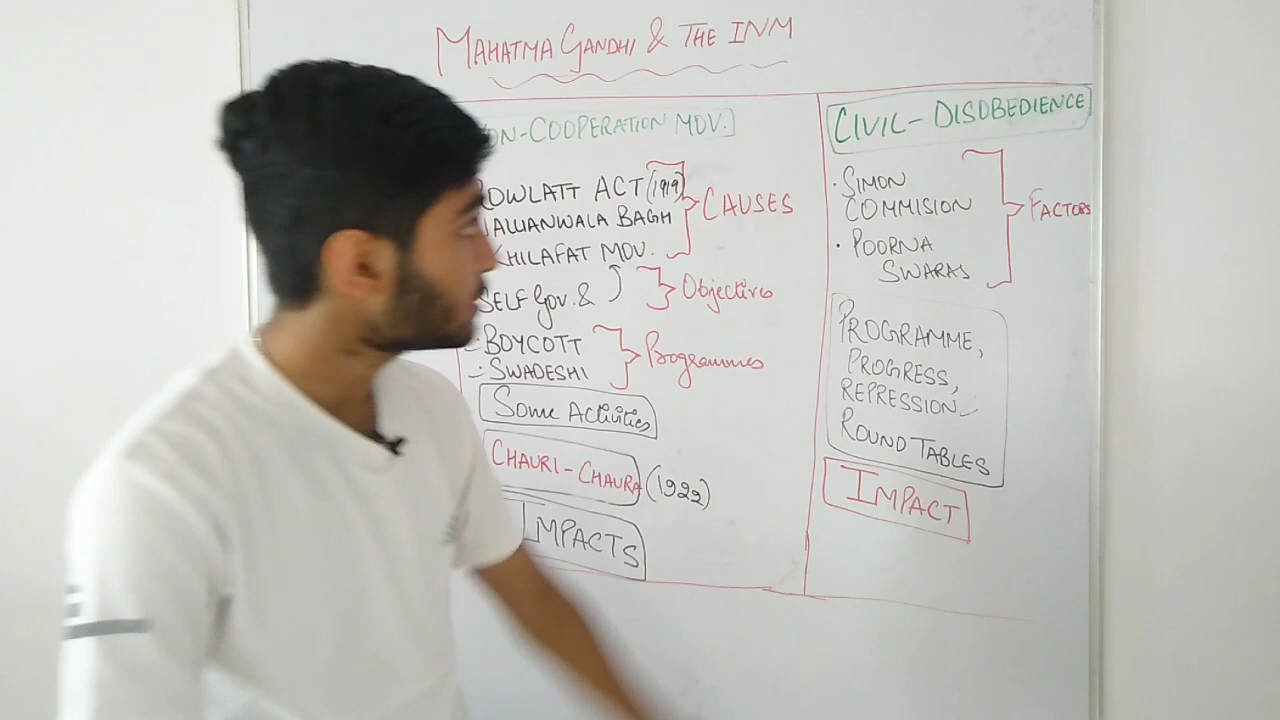 MAHATMA GANDHI & THE INM
ON-COOPERATION MOV.
ROWLATT ACT (1919)
JALLIANWALA BAGH
CAUSES
KHILAFAT MOV.
SELF GOV. &
Objectives
- BOYCOTT
- SWADESHI
Programmes
SOME ACTIVITIES
CHAURI-CHAURA (1922)
IMPACTS
CIVIL-DISOBEDIENCE
· SIMON
COMMISION
· POORNA
SWARAS
FACTORS
PROGRAMME,
PROGRESS,
REPRESSION
ROUND TABLES
IMPACT